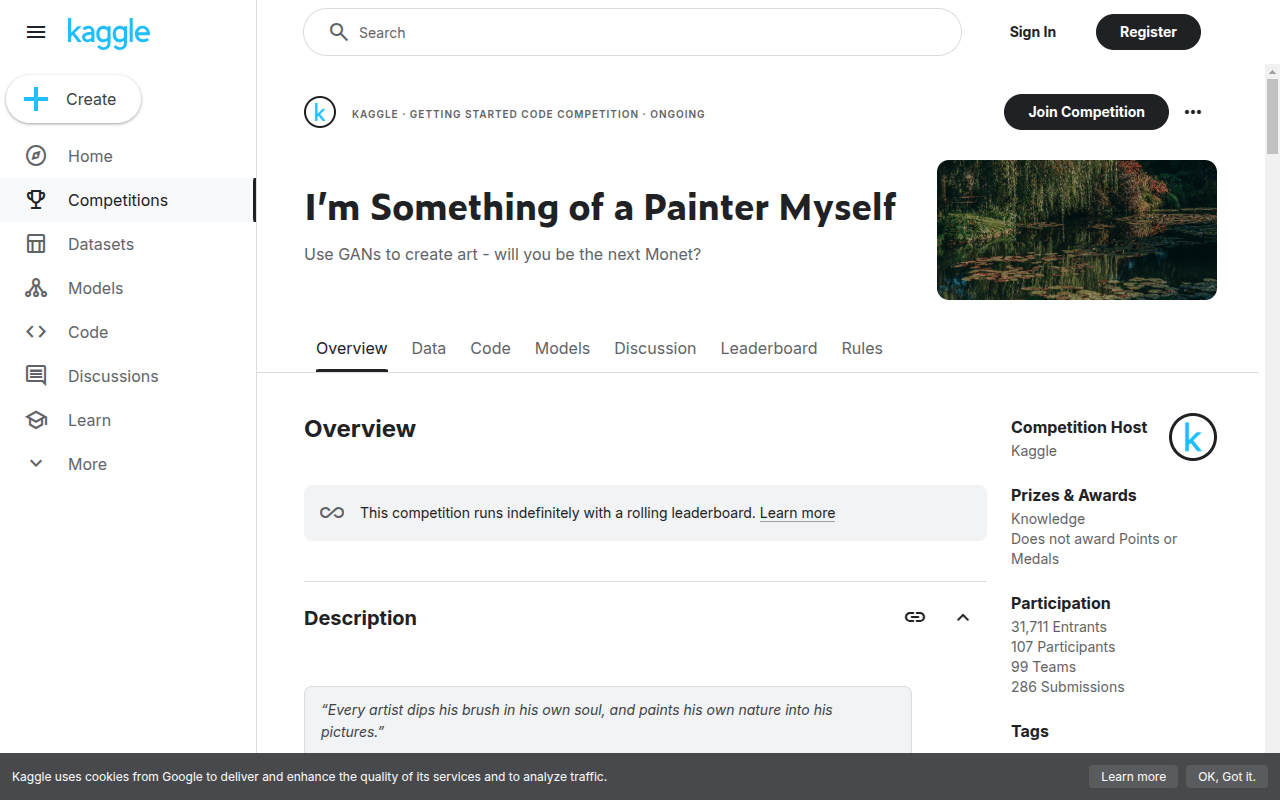 kaggle
Search
Sign In
Register
Create
Home
Competitions
Datasets
Models
Code
Discussions
Learn
More
k
KAGGLE · GETTING STARTED CODE COMPETITION · ONGOING
Join Competition
I'm Something of a Painter Myself
Use GANs to create art - will you be the next Monet?
Overview
Data
Code
Models
Discussion
Leaderboard
Rules
Overview
This competition runs indefinitely with a rolling leaderboard. Learn more
Description
“Every artist dips his brush in his own soul, and paints his own nature into his
pictures.”
Competition Host
Kaggle
k
Prizes & Awards
Knowledge
Does not award Points or
Medals
Participation
31,711 Entrants
107 Participants
99 Teams
286 Submissions
Tags
Kaggle uses cookies from Google to deliver and enhance the quality of its services and to analyze traffic.
Learn more
OK, Got it.